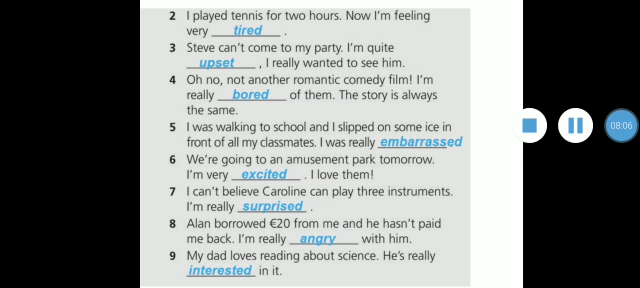 2 I played tennis for two hours. Now I'm feeling
very tired .
3 Steve can't come to my party. I'm quite
upset , I really wanted to see him.
4 Oh no, not another romantic comedy film! I'm
really bored of them. The story is always
the same.
5 I was walking to school and I slipped on some ice in
front of all my classmates. I was really embarrassed
6 We're going to an amusement park tomorrow.
I'm very excited . I love them!
7 I can't believe Caroline can play three instruments.
I'm really surprised .
8 Alan borrowed €20 from me and he hasn't paid
me back. I'm really angry with him.
9 My dad loves reading about science. He's really
interested in it.
08:06